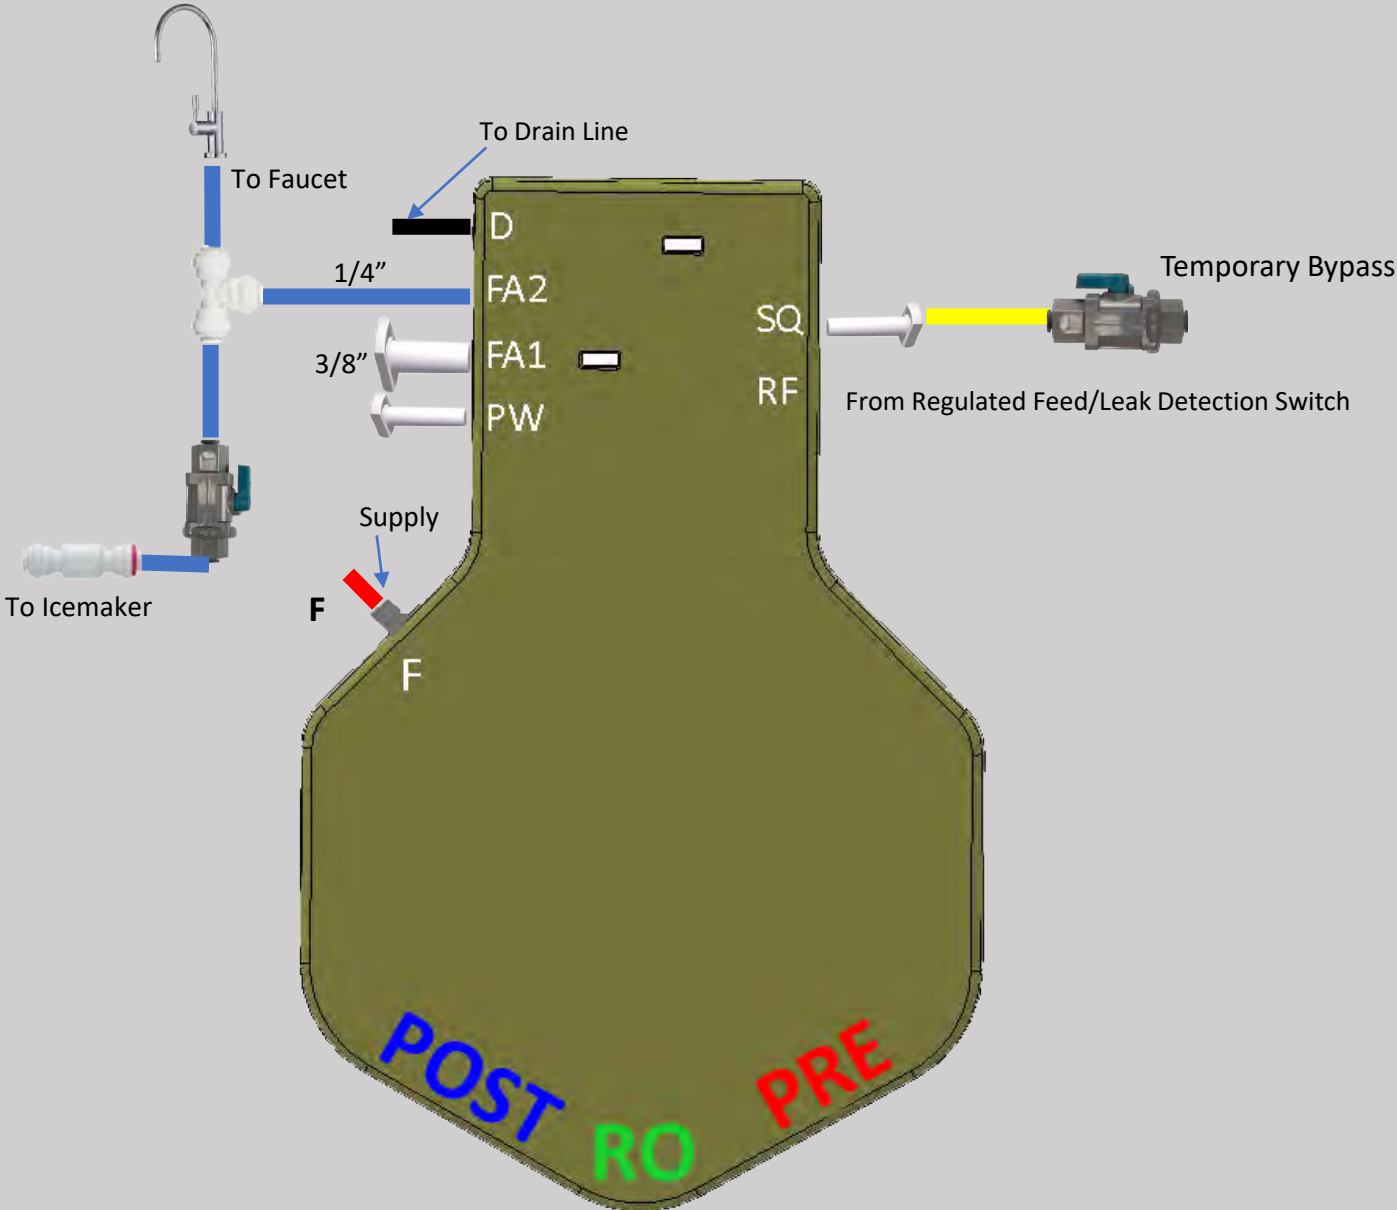 To Drain Line
To Faucet
D
1/4”
FA2
Temporary Bypass
SQ
3/8”
FA1
RF
From Regulated Feed/Leak Detection Switch
PW
Supply
To Icemaker
F
F
POST
RO
PRE